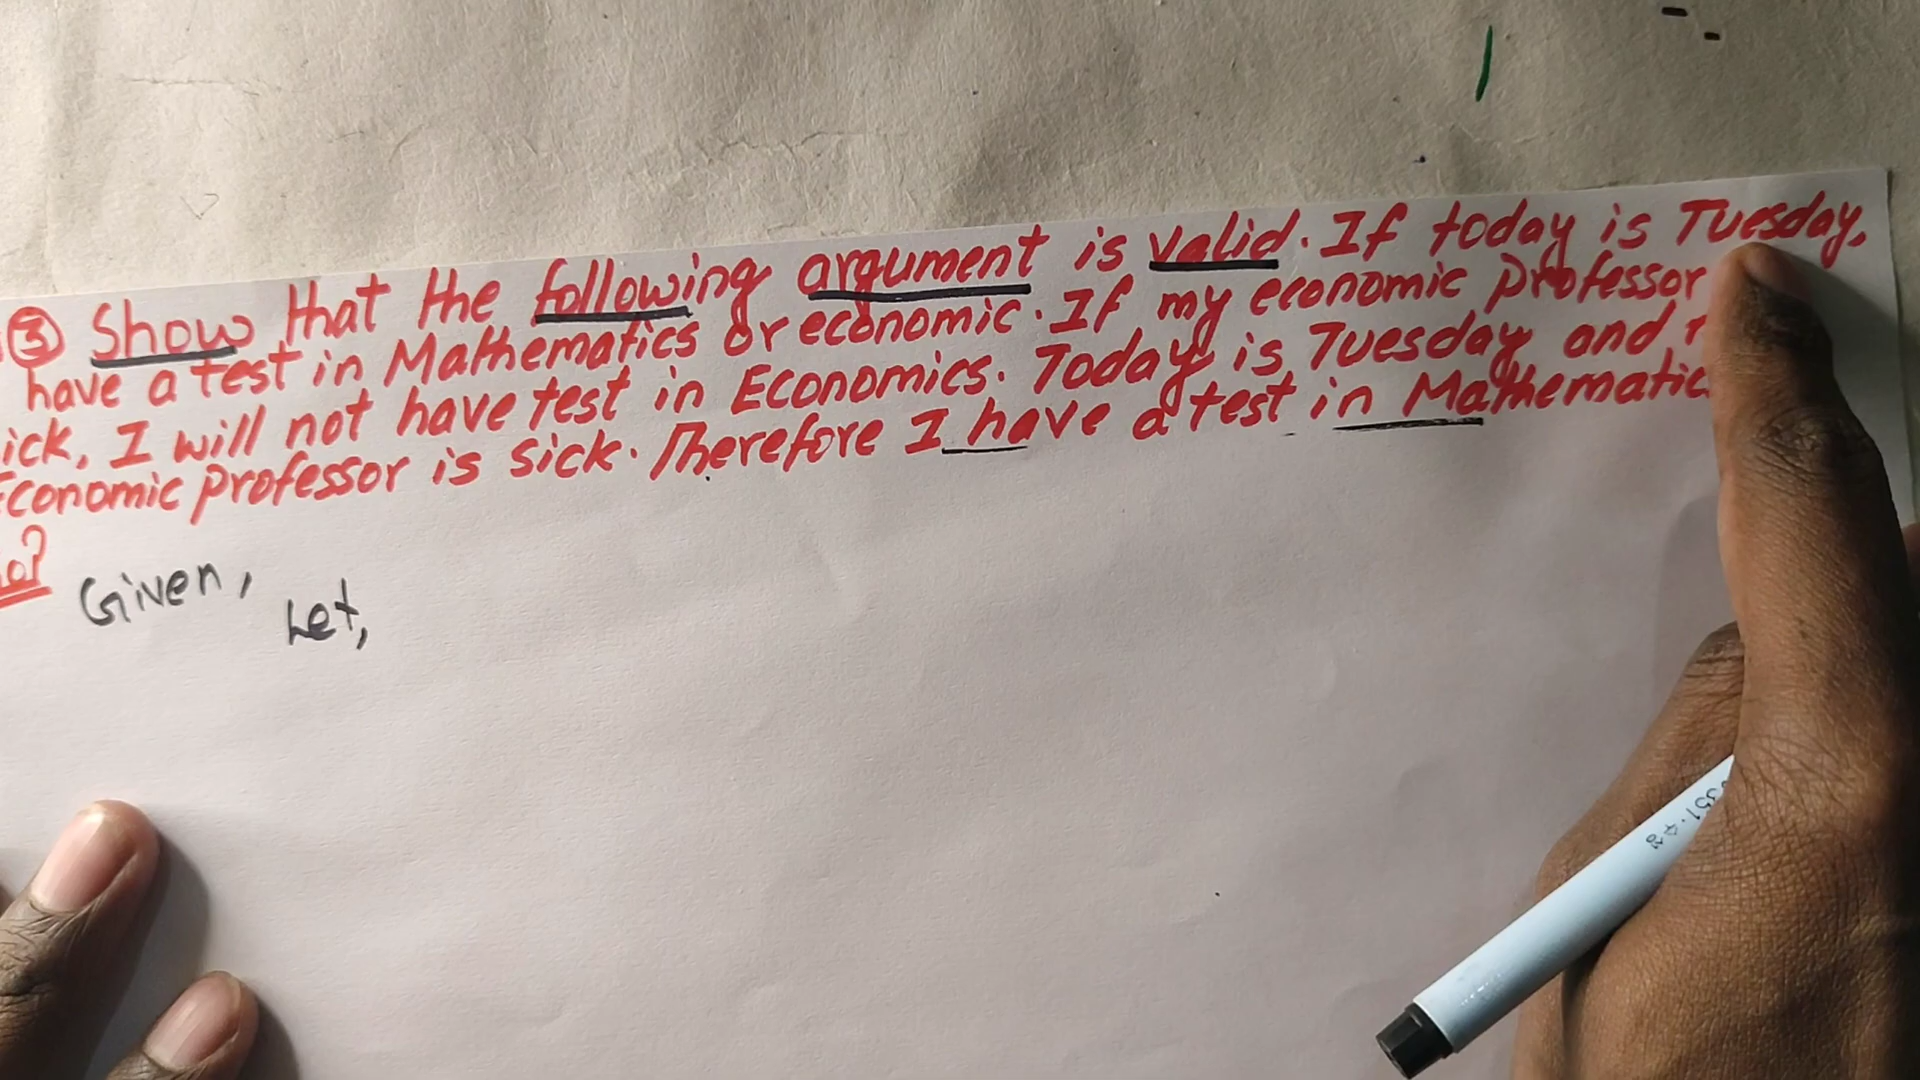 ③ Show that the following argument is valid. If today is Tuesday,
have a test in Mathematics or economic. If my economic professor
ick, I will not have test in Economics. Today is Tuesday and
Economic professor is sick. Therefore I have a test in Mathematic
Given,
Let,